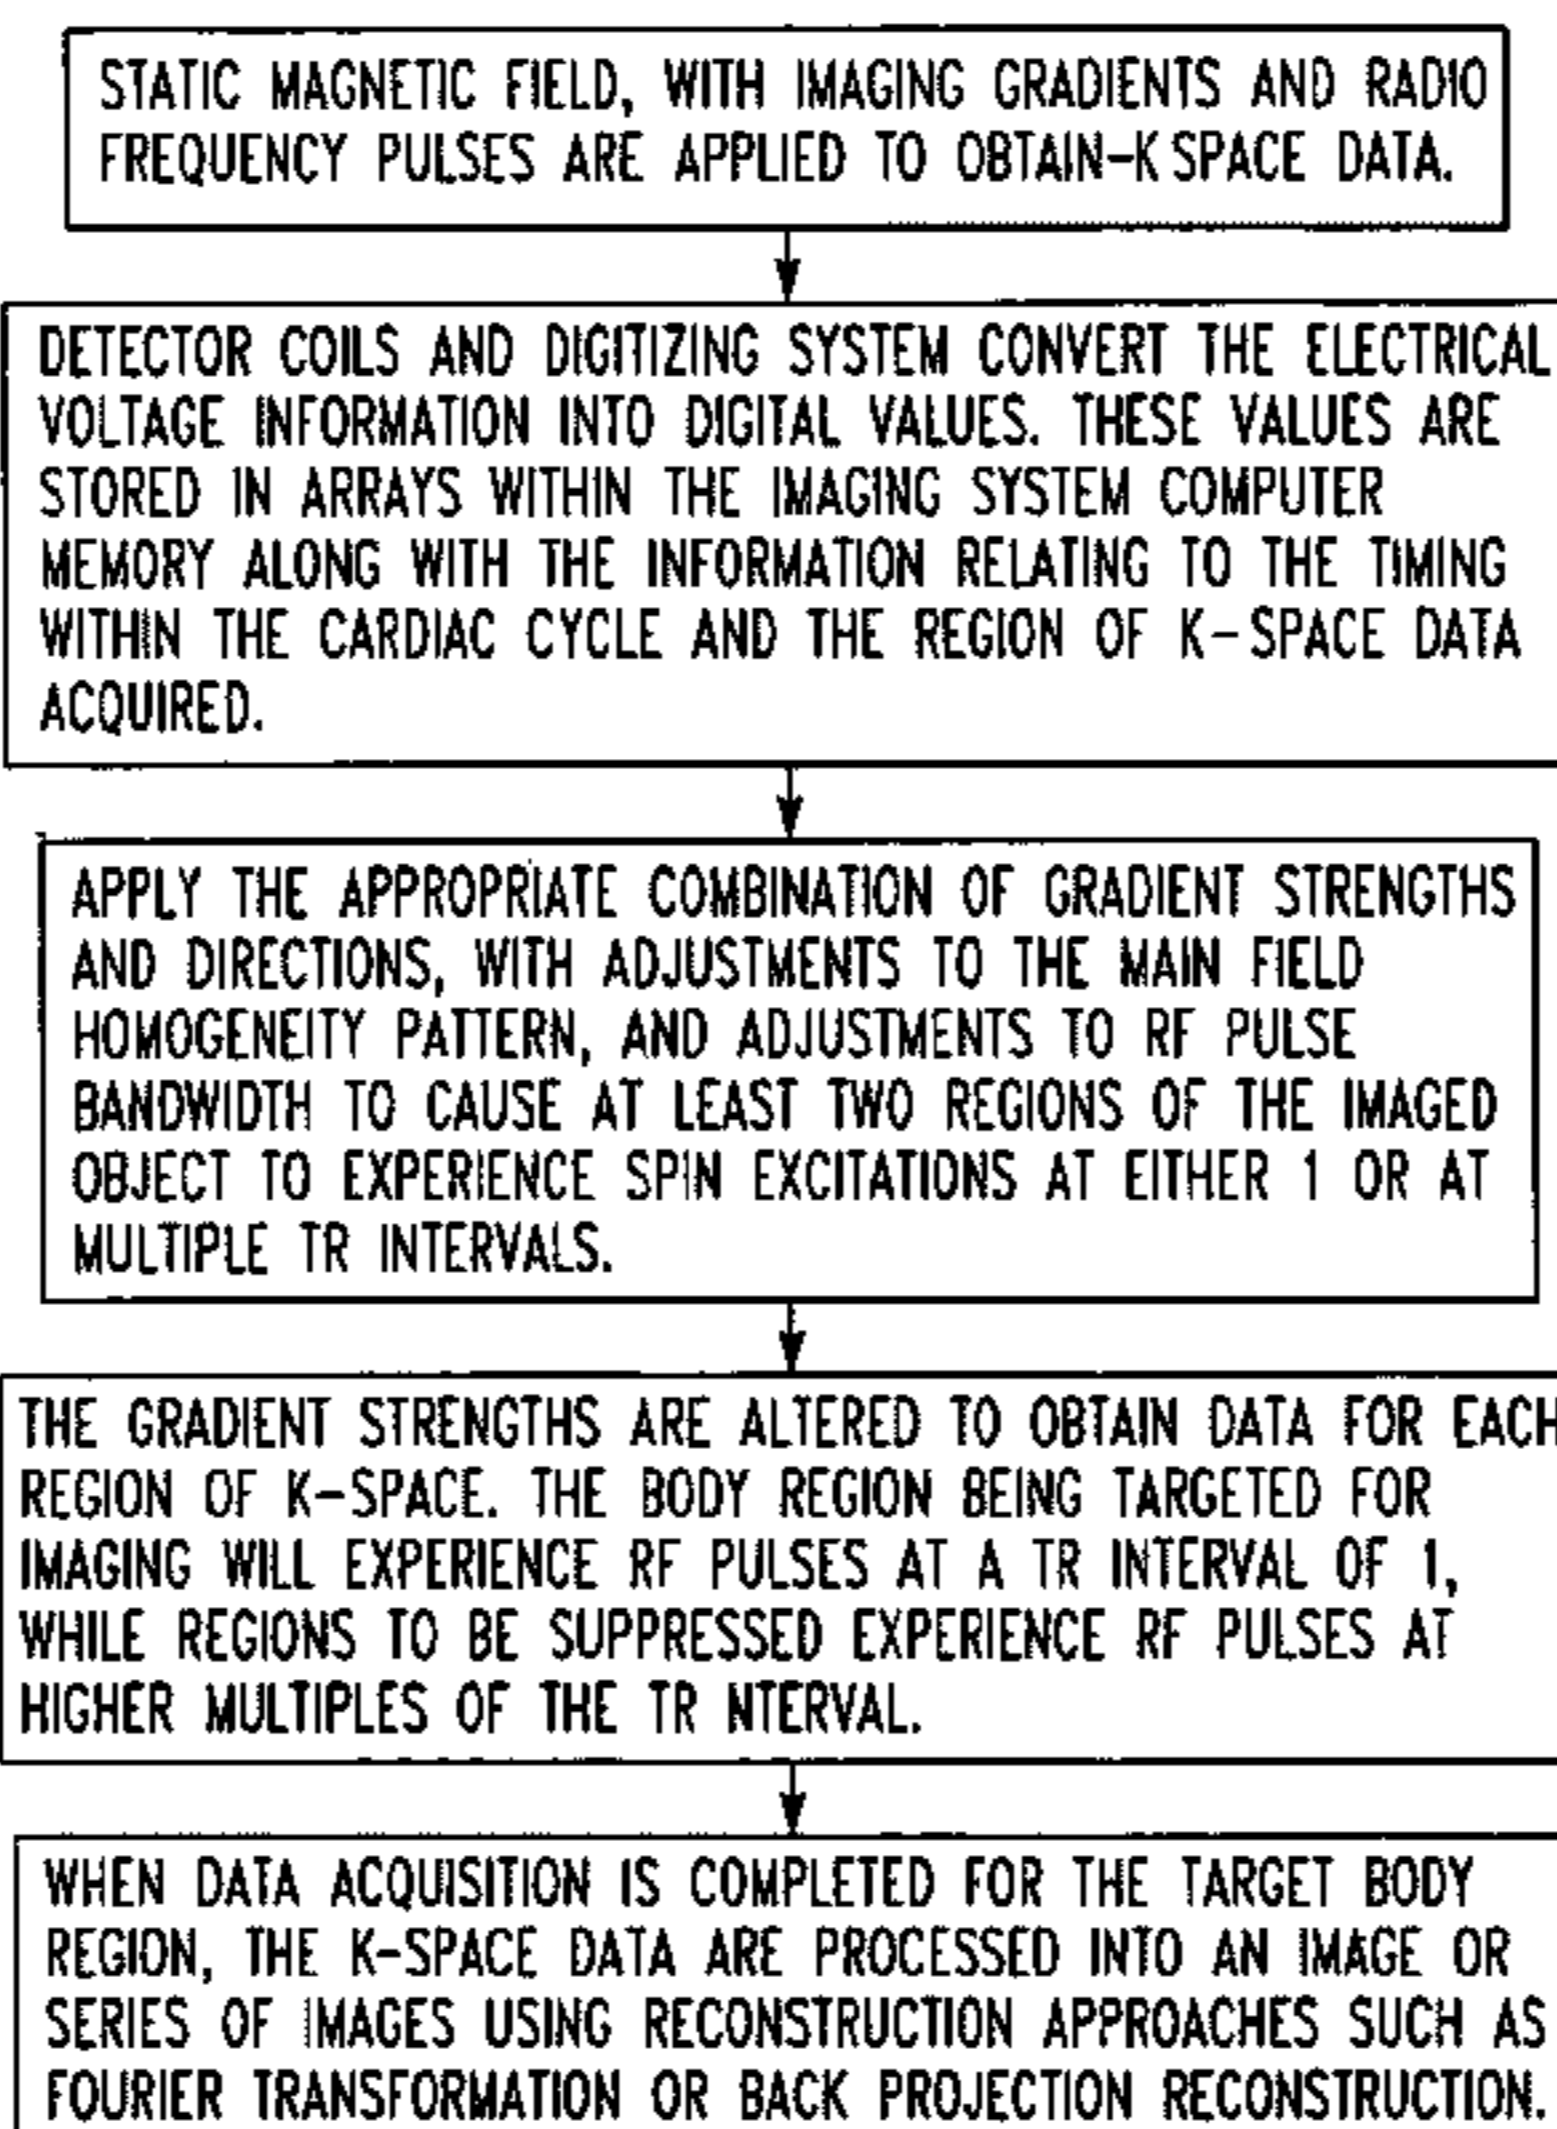 STATIC MAGNETIC FIELD, WITH IMAGING GRADIENTS AND RADIO
FREQUENCY PULSES ARE APPLIED TO OBTAIN-K SPACE DATA.
DETECTOR COILS AND DIGITIZING SYSTEM CONVERT THE ELECTRICAL
VOLTAGE INFORMATION INTO DIGITAL VALUES. THESE VALUES ARE
STORED IN ARRAYS WITHIN THE IMAGING SYSTEM COMPUTER
MEMORY ALONG WITH THE INFORMATION RELATING TO THE TIMING
WITHIN THE CARDIAC CYCLE AND THE REGION OF K-SPACE DATA
ACQUIRED.
APPLY THE APPROPRIATE COMBINATION OF GRADIENT STRENGTHS
AND DIRECTIONS, WITH ADJUSTMENTS TO THE MAIN FIELD
HOMOGENEITY PATTERN, AND ADJUSTMENTS TO RF PULSE
BANDWIDTH TO CAUSE AT LEAST TWO REGIONS OF THE IMAGED
OBJECT TO EXPERIENCE SPIN EXCITATIONS AT EITHER 1 OR AT
MULTIPLE TR INTERVALS.
THE GRADIENT STRENGTHS ARE ALTERED TO OBTAIN DATA FOR EACH
REGION OF K-SPACE. THE BODY REGION BEING TARGETED FOR
IMAGING WILL EXPERIENCE RF PULSES AT A TR INTERVAL OF 1,
WHILE REGIONS TO BE SUPPRESSED EXPERIENCE RF PULSES AT
HIGHER MULTIPLES OF THE TR NTERVAL.
WHEN DATA ACQUISITION IS COMPLETED FOR THE TARGET BODY
REGION, THE K-SPACE DATA ARE PROCESSED INTO AN IMAGE OR
SERIES OF IMAGES USING RECONSTRUCTION APPROACHES SUCH AS
FOURIER TRANSFORMATION OR BACK PROJECTION RECONSTRUCTION.